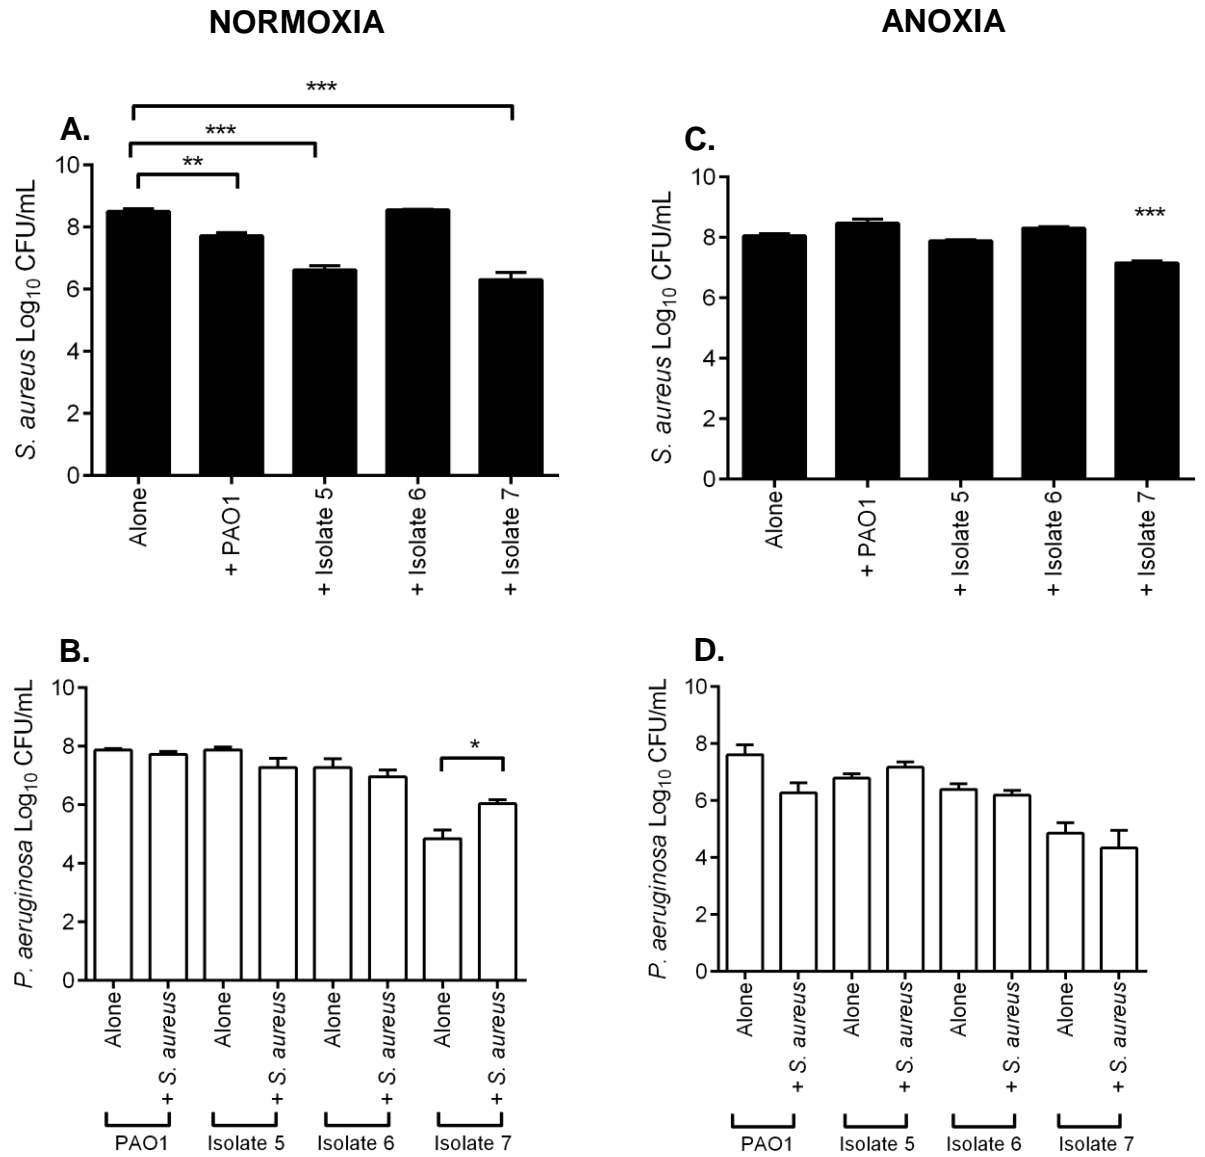 NORMOXIA
ANOXIA
A.
***
***
**
S. aureus Log10 CFU/mL
10
8
6
4
2
0
Alone
+ PAO1
+ Isolate 5
+ Isolate 6
+ Isolate 7
C.
***
S. aureus Log10 CFU/mL
10
8
6
4
2
0
Alone
+ PAO1
+ Isolate 5
+ Isolate 6
+ Isolate 7
B.
*
P. aeruginosa Log10 CFU/mL
10
8
6
4
2
0
Alone
+ S. aureus
Alone
+ S. aureus
Alone
+ S. aureus
Alone
+ S. aureus
PAO1
Isolate 5
Isolate 6
Isolate 7
D.
P. aeruginosa Log10 CFU/mL
10
8
6
4
2
0
Alone
+ S. aureus
Alone
+ S. aureus
Alone
+ S. aureus
Alone
+ S. aureus
PAO1
Isolate 5
Isolate 6
Isolate 7